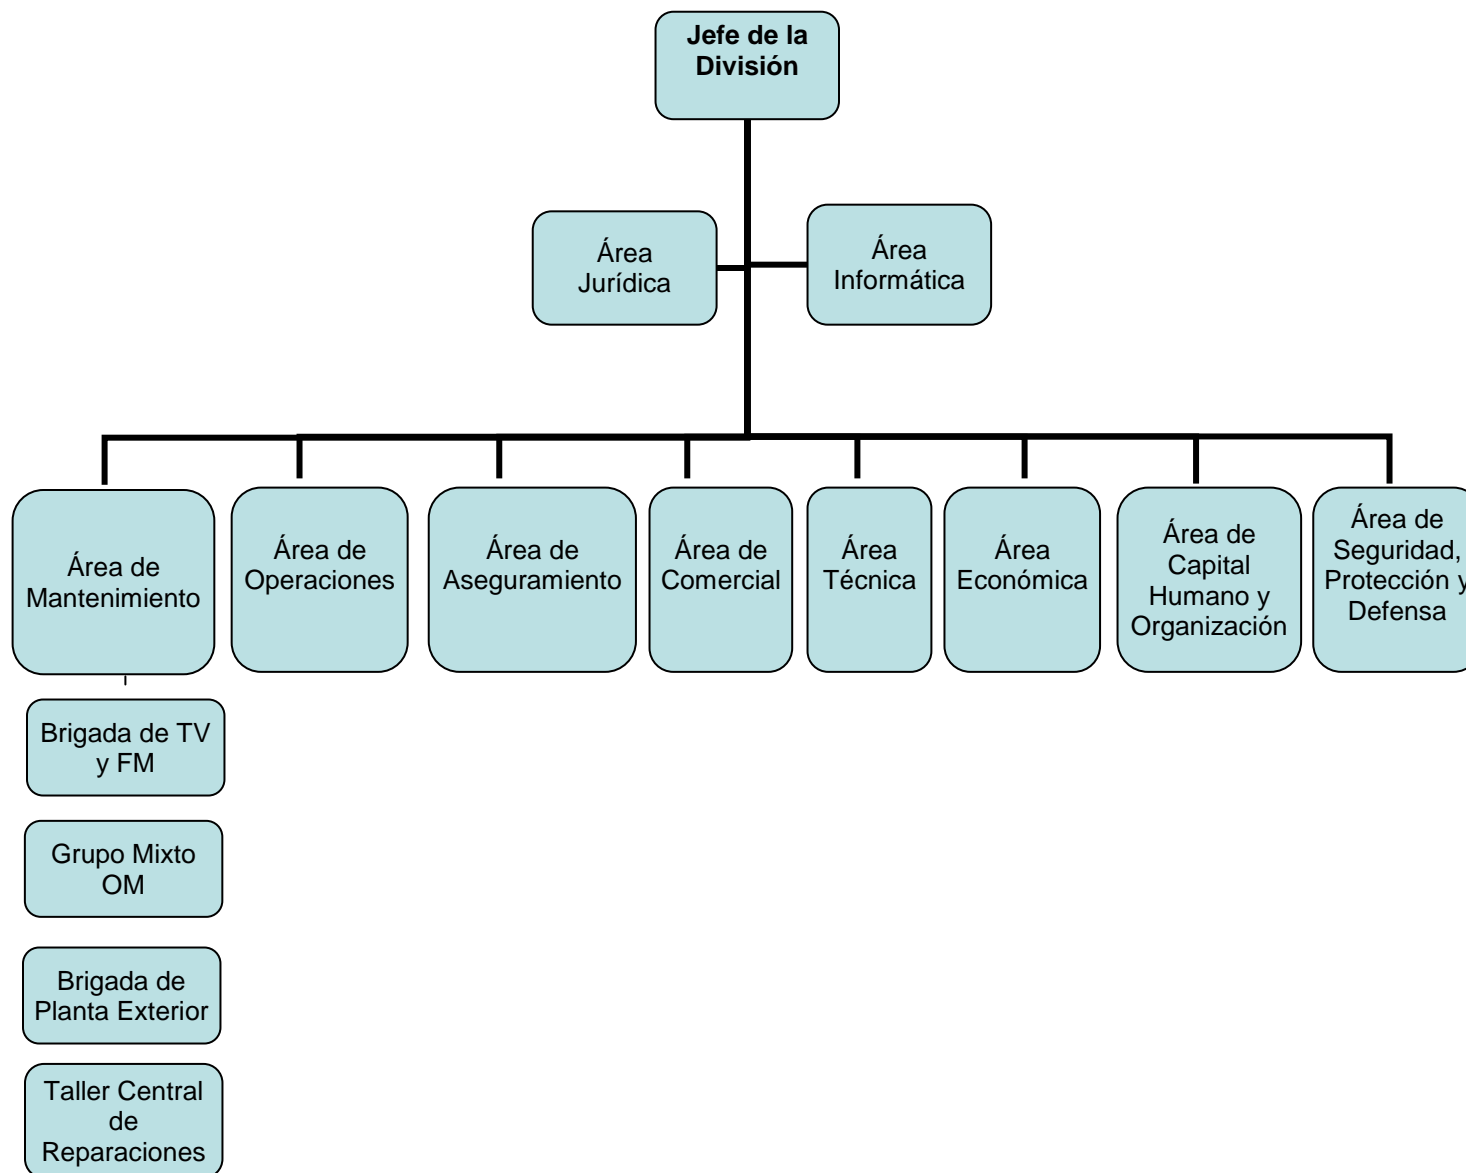 Jefe de la
División
Área
Jurídica
Área
Informática
Área de
Mantenimiento
Área de
Operaciones
Área de
Aseguramiento
Área de
Comercial
Área
Técnica
Área
Económica
Área de
Capital
Humano y
Organización
Área de
Seguridad,
Protección y
Defensa
Brigada de TV
y FM
Grupo Mixto
OM
Brigada de
Planta Exterior
Taller Central
de
Reparaciones